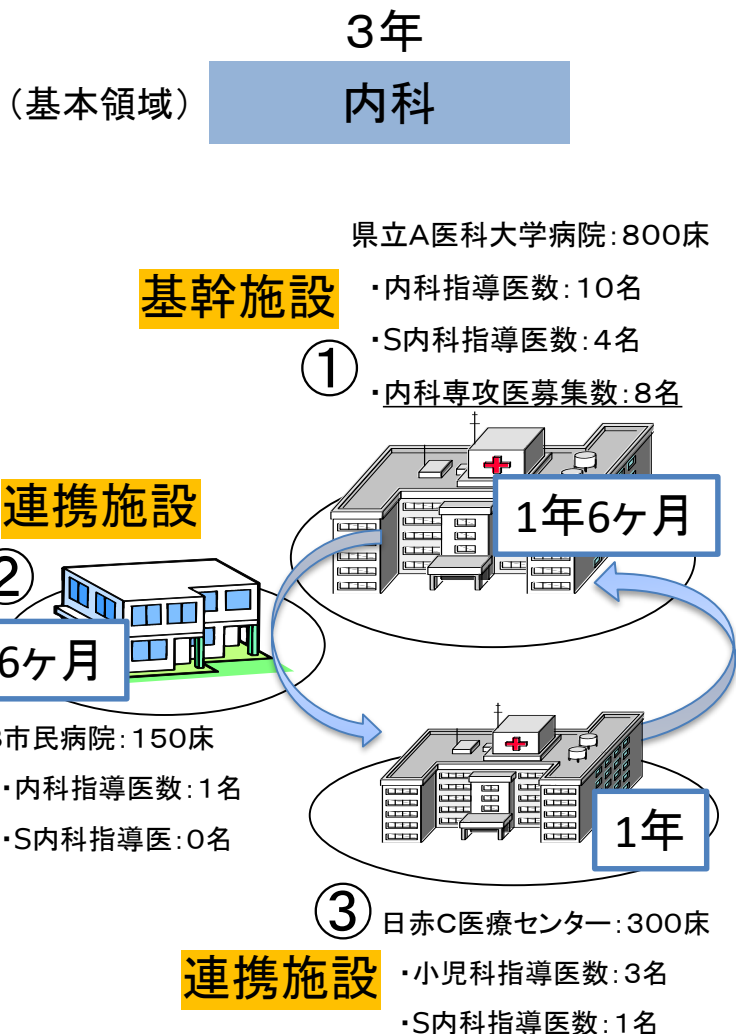 3年
（基本領域）
内科
県立A医科大学病院：800床
基幹施設
・内科指導医数：10名
・S内科指導医数：4名
①
・内科専攻医募集数：8名
連携施設
1年6ヶ月
②
6ヶ月
市民病院：150床
・内科指導医数：1名
・S内科指導医：0名
1年
③
日赤C医療センター：300床
連携施設
・小児科指導医数：3名
・S内科指導医数：1名